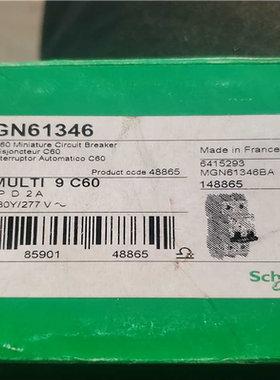 GN61346
60 Miniature Circuit Breaker
isjoncteur C60
nterruptor Automatico C60
Product code 48865
Made in France
6415293
MGN61346BA
148865
MULTI 9 C60
P D 2 A
80Y/277 V ~
85901 48865
Sch